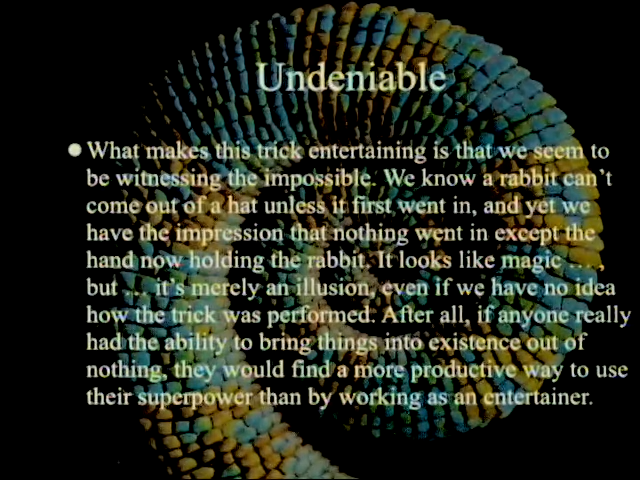 Undeniable
What makes this trick entertaining is that we seem to
be witnessing the impossible. We know a rabbit can't
come out of a hat unless it first went in, and yet we
have the impression that nothing went in except the
hand now holding the rabbit. It looks like magic …,
but … it's merely an illusion, even if we have no idea
how the trick was performed. After all, if anyone really
had the ability to bring things into existence out of
nothing, they would find a more productive way to use
their superpower than by working as an entertainer.